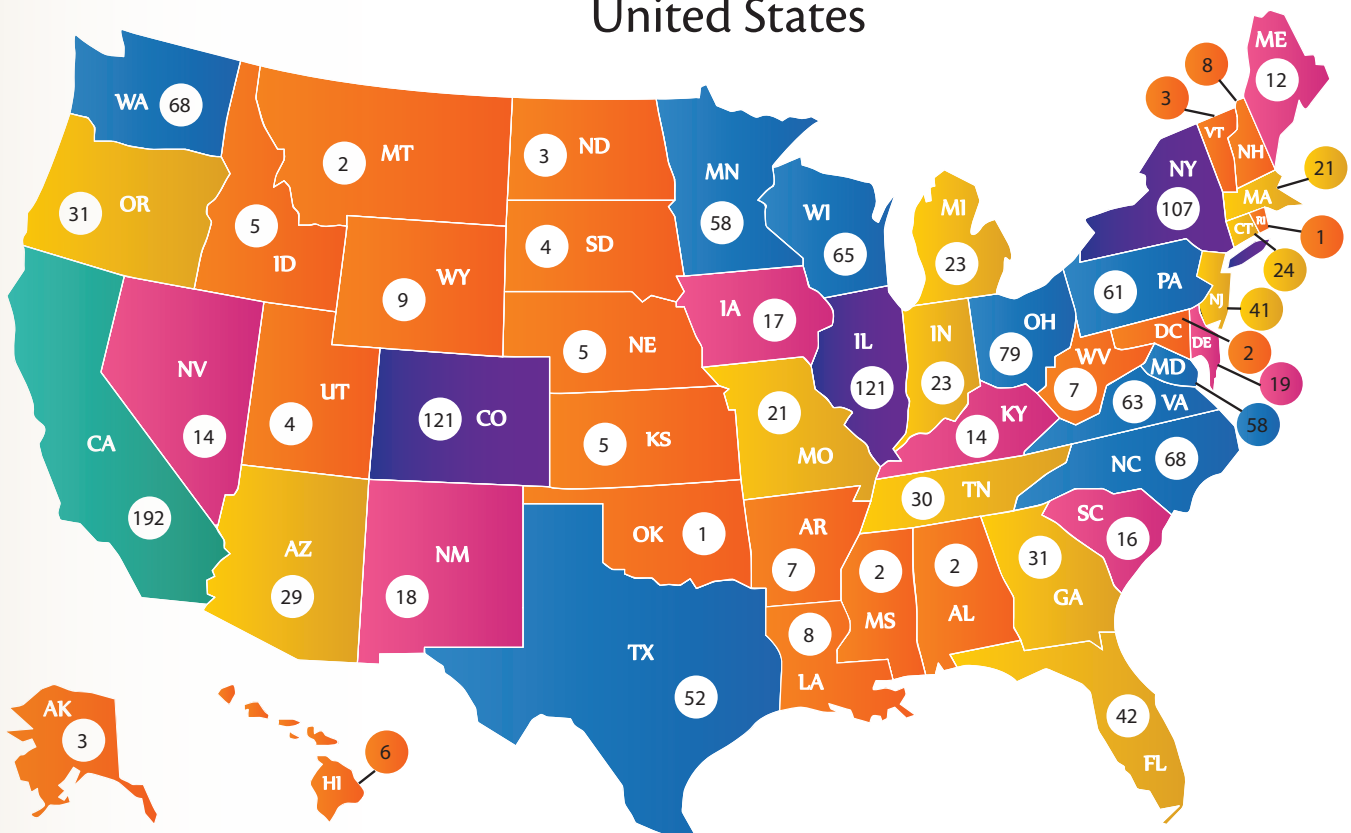 United States
WA 68
MT 2
ND 3
MN 58
WI 65
MI 23
NY 107
VT 3
NH 8
ME 12
MA 21
RI 1
CT 24
NJ 41
DC 2
DE 19
MD 58
OR 31
ID 5
WY 9
SD 4
NE 5
IA 17
IL 121
IN 23
OH 79
PA 61
WV 7
VA 63
KY 14
NC 68
CA 192
NV 14
UT 4
CO 121
KS 5
MO 21
TN 30
SC 16
AZ 29
NM 18
OK 1
AR 7
MS 2
AL 2
GA 31
TX 52
LA 8
FL 42
AK 3
HI 6